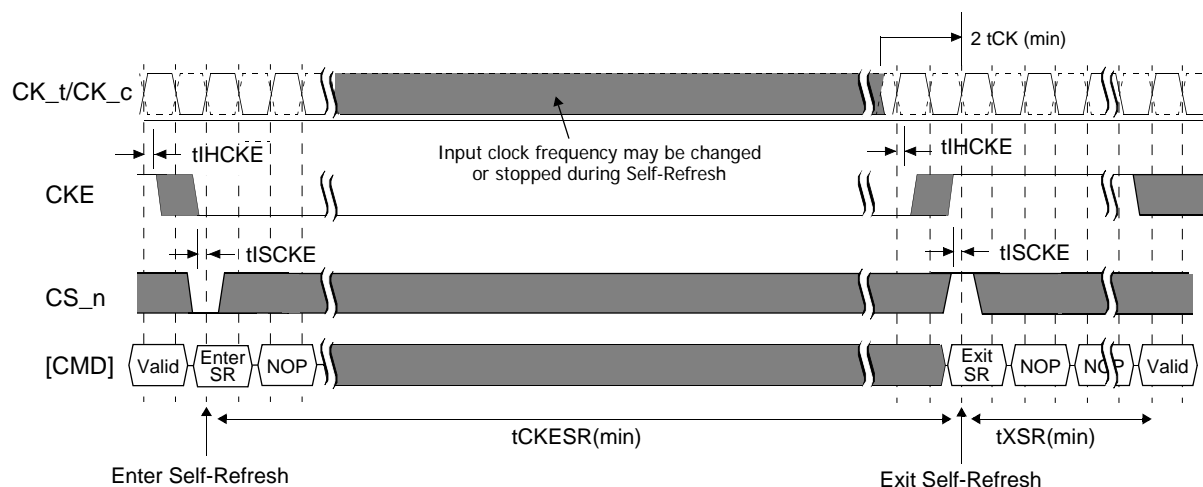 2 tCK (min)
CK_t/CK_c
tIHCKE
Input clock frequency may be changed
or stopped during Self-Refresh
tIHCKE
CKE
tISCKE
tISCKE
CS_n
[CMD]
Valid
Enter
SR
NOP
Exit
SR
NOP
NOP
Valid
tCKESR(min)
tXSR(min)
Enter Self-Refresh
Exit Self-Refresh